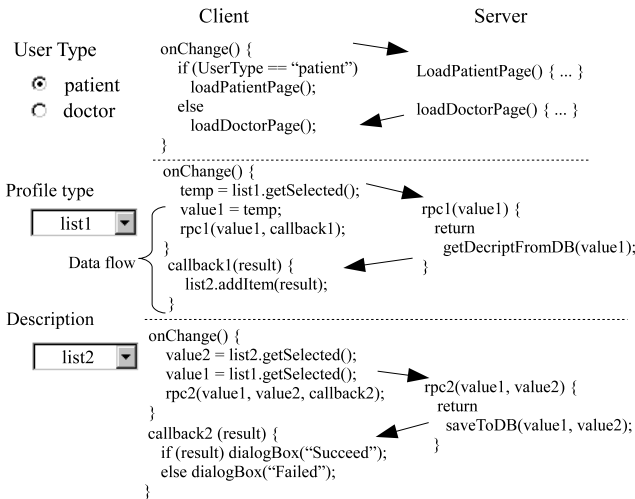 Client
Server
User Type
patient
doctor
onChange() {
if (UserType == “patient”)
loadPatientPage();
else
loadDoctorPage();
}
LoadPatientPage() { ... }
loadDoctorPage() { ... }
Profile type
list1
Data flow
onChange() {
temp = list1.getSelected();
value1 = temp;
rpc1(value1, callback1);
}
callback1(result) {
list2.addItem(result);
}
rpc1(value1) {
return
getDecriptFromDB(value1);
}
Description
list2
onChange() {
value2 = list2.getSelected();
value1 = list1.getSelected();
rpc2(value1, value2, callback2);
}
callback2 (result) {
if (result) dialogBox(“Succeed”);
else dialogBox(“Failed”);
}
rpc2(value1, value2) {
return
saveToDB(value1, value2);
}